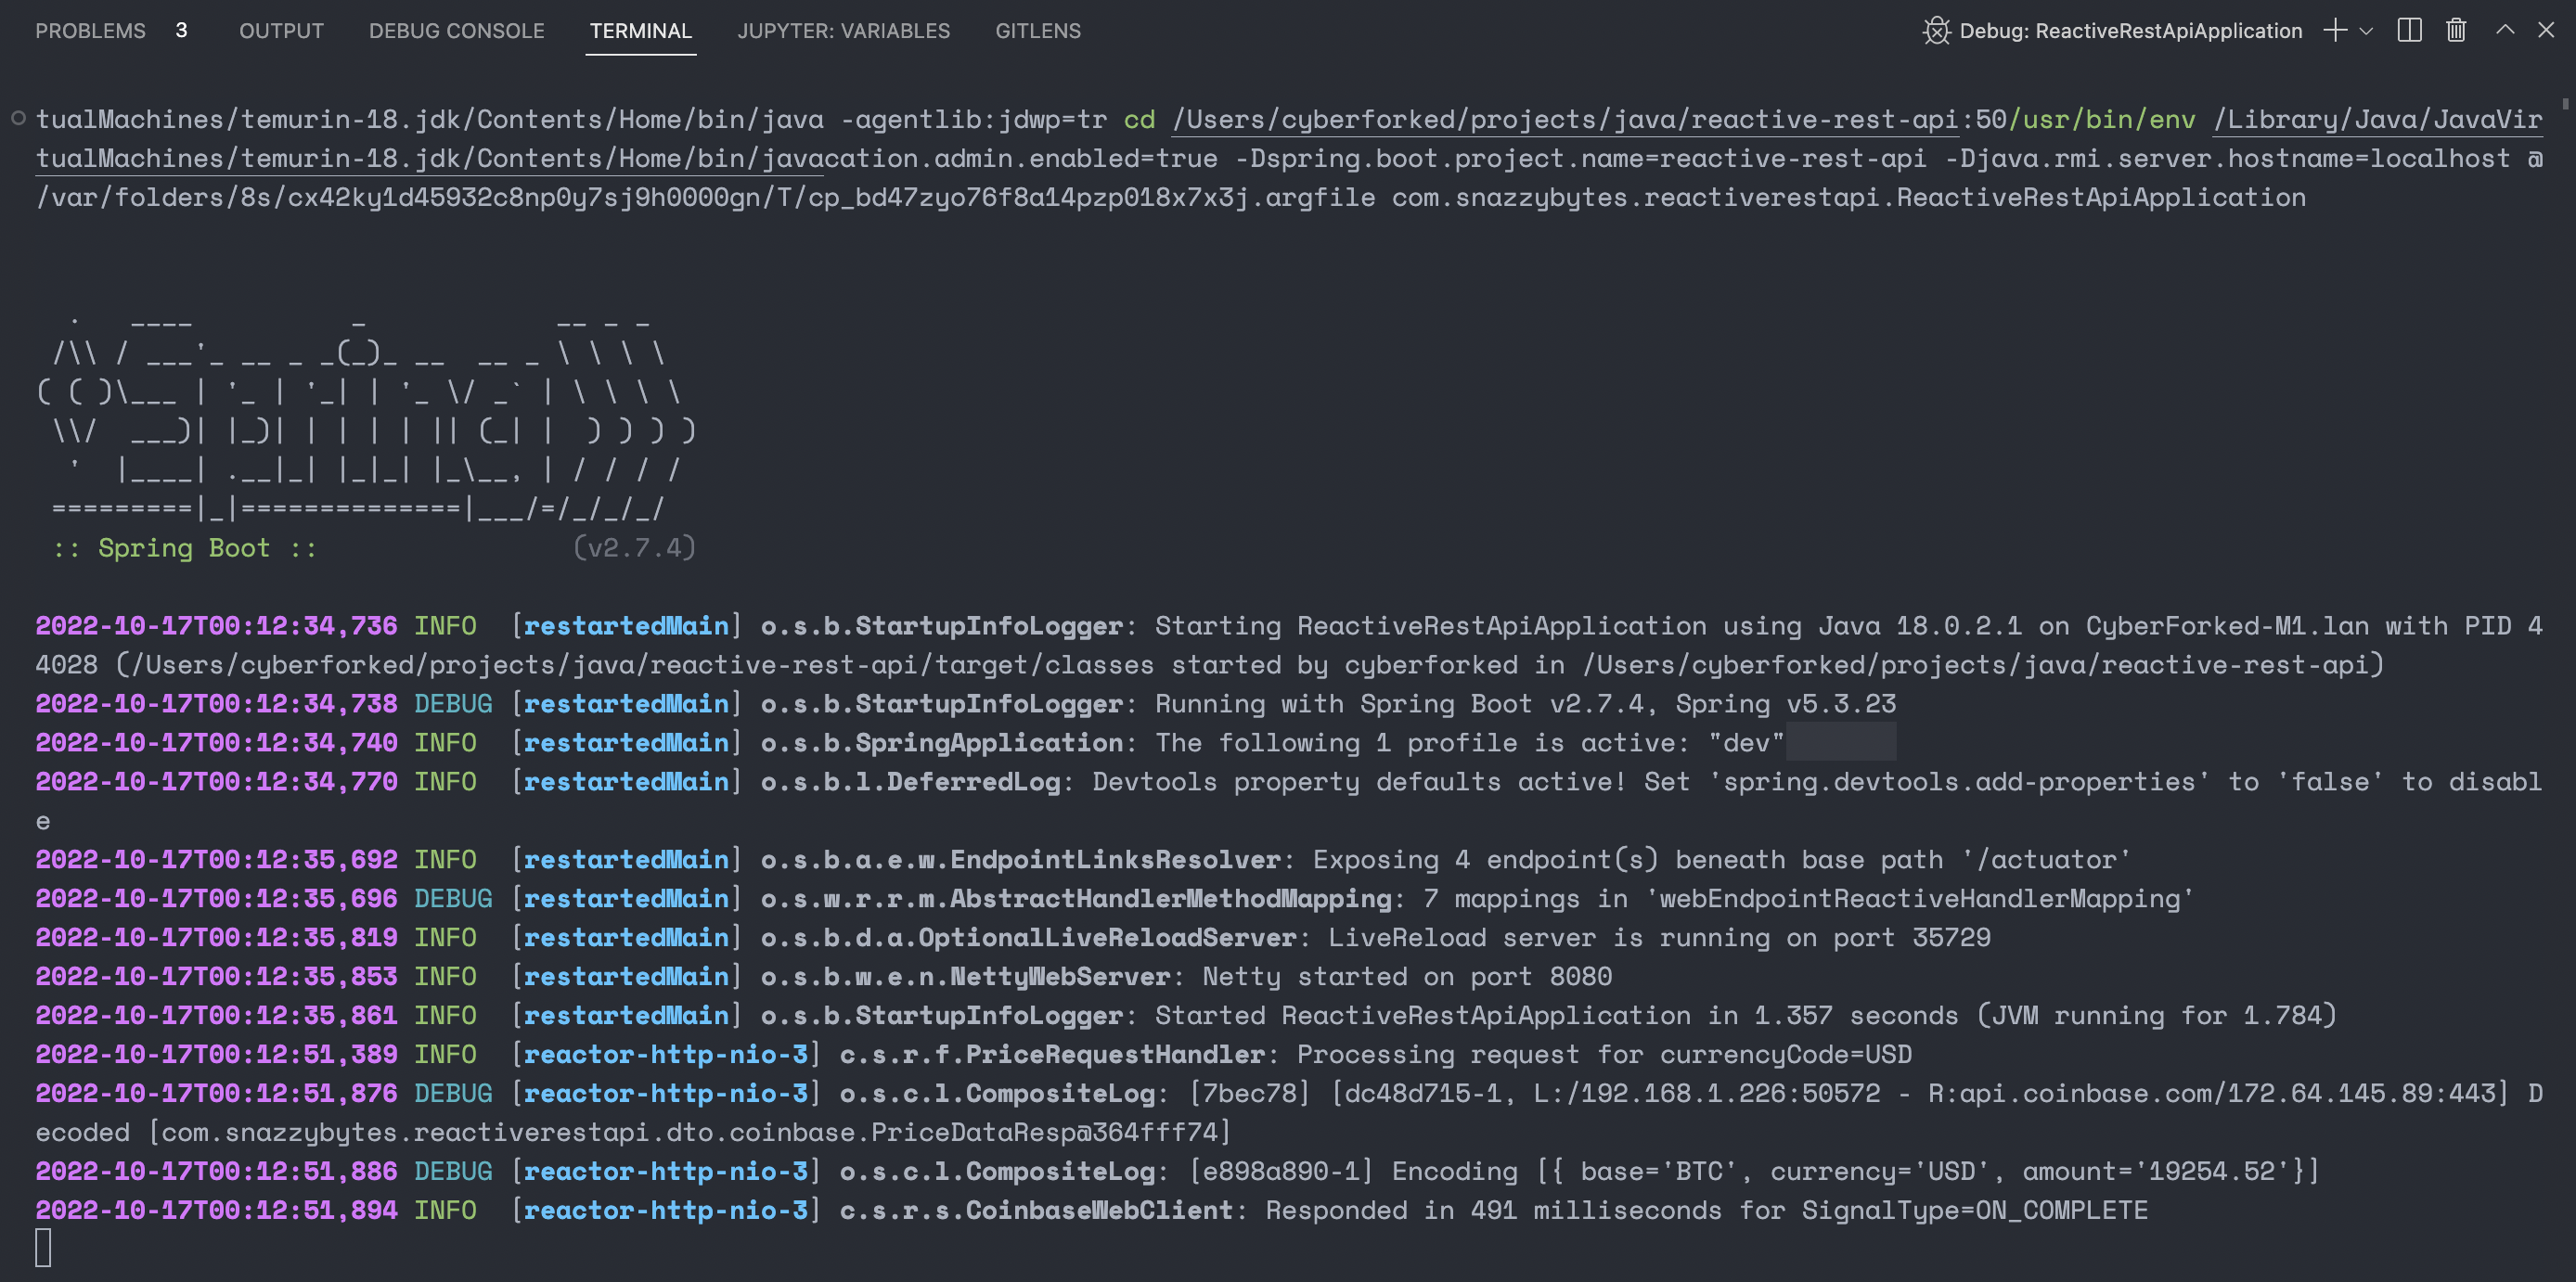 PROBLEMS 3 OUTPUT DEBUG CONSOLE TERMINAL JUPYTER: VARIABLES GITLENS Debug: ReactiveRestApiApplication
tualMachines/temurin-18.jdk/Contents/Home/bin/java -agentlib:jdwp=tr cd /Users/cyberforked/projects/java/reactive-rest-api:50/usr/bin/env /Library/Java/JavaVir
tualMachines/temurin-18.jdk/Contents/Home/bin/javacation.admin.enabled=true -Dspring.boot.project.name=reactive-rest-api -Djava.rmi.server.hostname=localhost @
/var/folders/8s/cx42ky1d45932c8np0y7sj9h0000gn/T/cp_bd47zyo76f8a14pzp018x7x3j.argfile com.snazzybytes.reactiverestapi.ReactiveRestApiApplication
  .   ____          _            __ _ _
 /\\ / ___'_ __ _ _(_)_ __  __ _ \ \ \ \
( ( )\___ | '_ | '_| | '_ \/ _` | \ \ \ \
 \\/  ___)| |_)| | | | | || (_| |  ) ) ) )
  '  |____| .__|_| |_|_| |_\__, | / / / /
 =========|_|==============|___/=/_/_/_/
 :: Spring Boot ::                (v2.7.4)
2022-10-17T00:12:34,736 INFO  [restartedMain] o.s.b.StartupInfoLogger: Starting ReactiveRestApiApplication using Java 18.0.2.1 on CyberForked-M1.lan with PID 4
4028 (/Users/cyberforked/projects/java/reactive-rest-api/target/classes started by cyberforked in /Users/cyberforked/projects/java/reactive-rest-api)
2022-10-17T00:12:34,738 DEBUG [restartedMain] o.s.b.StartupInfoLogger: Running with Spring Boot v2.7.4, Spring v5.3.23
2022-10-17T00:12:34,740 INFO  [restartedMain] o.s.b.SpringApplication: The following 1 profile is active: "dev"
2022-10-17T00:12:34,770 INFO  [restartedMain] o.s.b.l.DeferredLog: Devtools property defaults active! Set 'spring.devtools.add-properties' to 'false' to disabl
e
2022-10-17T00:12:35,692 INFO  [restartedMain] o.s.b.a.e.w.EndpointLinksResolver: Exposing 4 endpoint(s) beneath base path '/actuator'
2022-10-17T00:12:35,696 DEBUG [restartedMain] o.s.w.r.r.m.AbstractHandlerMethodMapping: 7 mappings in 'webEndpointReactiveHandlerMapping'
2022-10-17T00:12:35,819 INFO  [restartedMain] o.s.b.d.a.OptionalLiveReloadServer: LiveReload server is running on port 35729
2022-10-17T00:12:35,853 INFO  [restartedMain] o.s.b.w.e.n.NettyWebServer: Netty started on port 8080
2022-10-17T00:12:35,861 INFO  [restartedMain] o.s.b.StartupInfoLogger: Started ReactiveRestApiApplication in 1.357 seconds (JVM running for 1.784)
2022-10-17T00:12:51,389 INFO  [reactor-http-nio-3] c.s.r.f.PriceRequestHandler: Processing request for currencyCode=USD
2022-10-17T00:12:51,876 DEBUG [reactor-http-nio-3] o.s.c.l.CompositeLog: [7bec78] [dc48d715-1, L:/192.168.1.226:50572 - R:api.coinbase.com/172.64.145.89:443] D
ecoded [com.snazzybytes.reactiverestapi.dto.coinbase.PriceDataResp@364fff74]
2022-10-17T00:12:51,886 DEBUG [reactor-http-nio-3] o.s.c.l.CompositeLog: [e898a890-1] Encoding [{ base='BTC', currency='USD', amount='19254.52'}]
2022-10-17T00:12:51,894 INFO  [reactor-http-nio-3] c.s.r.s.CoinbaseWebClient: Responded in 491 milliseconds for SignalType=ON_COMPLETE